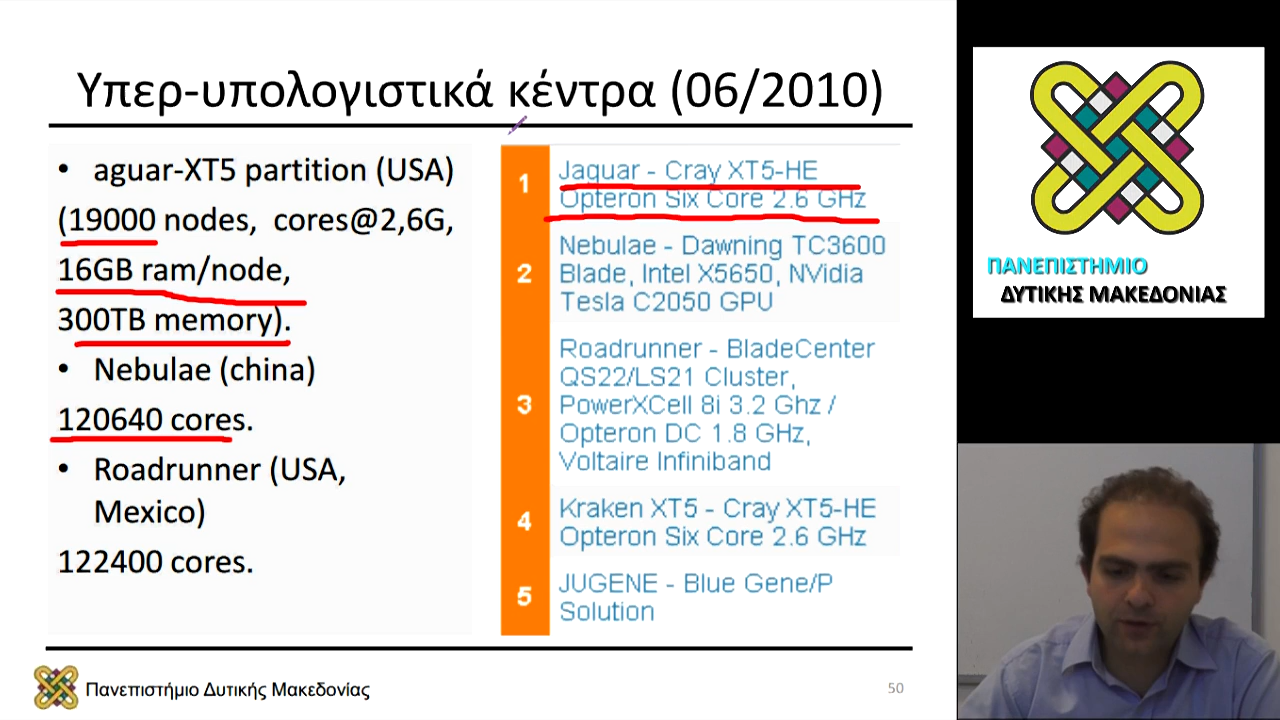 Υπερ-υπολογιστικά κέντρα (06/2010)
• aguar-XT5 partition (USA)
(19000 nodes, cores@2,6G,
16GB ram/node,
300TB memory).
• Nebulae (china)
120640 cores.
• Roadrunner (USA,
Mexico)
122400 cores.
1
Jaquar - Cray XT5-HE
Opteron Six Core 2.6 GHz
2
Nebulae - Dawning TC3600
Blade, Intel X5650, NVidia
Tesla C2050 GPU
3
Roadrunner - BladeCenter
QS22/LS21 Cluster,
PowerXCell 8i 3.2 Ghz /
Opteron DC 1.8 GHz,
Voltaire Infiniband
4
Kraken XT5 - Cray XT5-HE
Opteron Six Core 2.6 GHz
5
JUGENE - Blue Gene/P
Solution
Πανεπιστήμιο Δυτικής Μακεδονίας
50
ΠΑΝΕΠΙΣΤΗΜΙΟ
ΔΥΤΙΚΗΣ ΜΑΚΕΔΟΝΙΑΣ